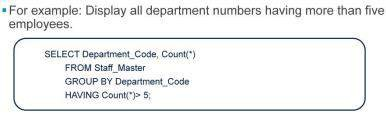 ▪ For example: Display all department numbers having more than five
employees.
SELECT Department_Code, Count(*)
FROM Staff_Master
GROUP BY Department_Code
HAVING Count(*)> 5;